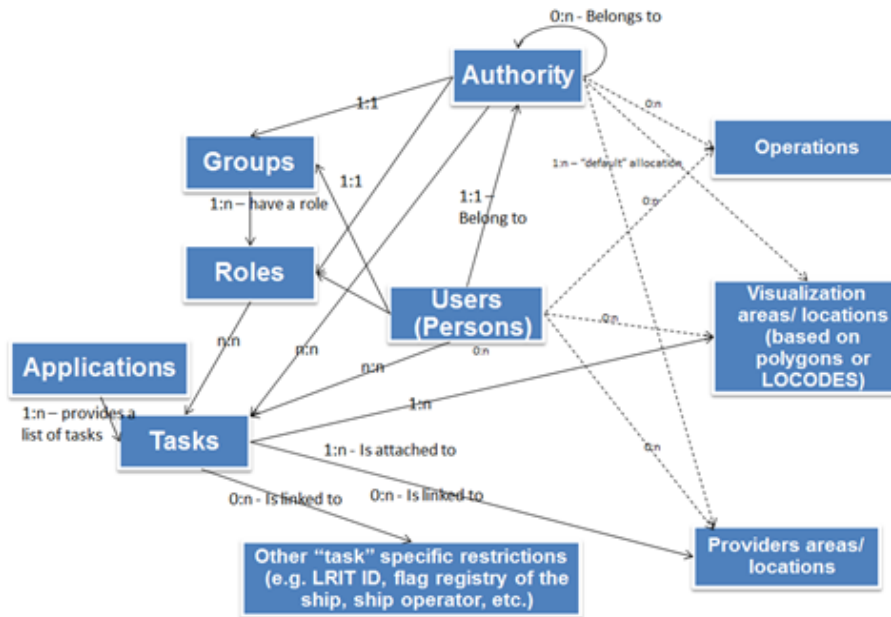 0:n - Belongs to
Authority
1:1
0:n
Groups
Operations
1:1
1:n – "default" allocation
1:n – have a role
1:1 –
Belong to
0:n
Roles
Users
(Persons)
Visualization
areas/ locations
(based on
polygons or
LOCODES)
0:n
n:n
n:n
0:n
Applications
n:n
1:n
1:n – provides a
list of tasks
Tasks
1:n - Is attached to
0:n
0:n - Is linked to
0:n - Is linked to
Providers areas/
locations
Other "task" specific restrictions
(e.g. LRIT ID, flag registry of the
ship, ship operator, etc.)